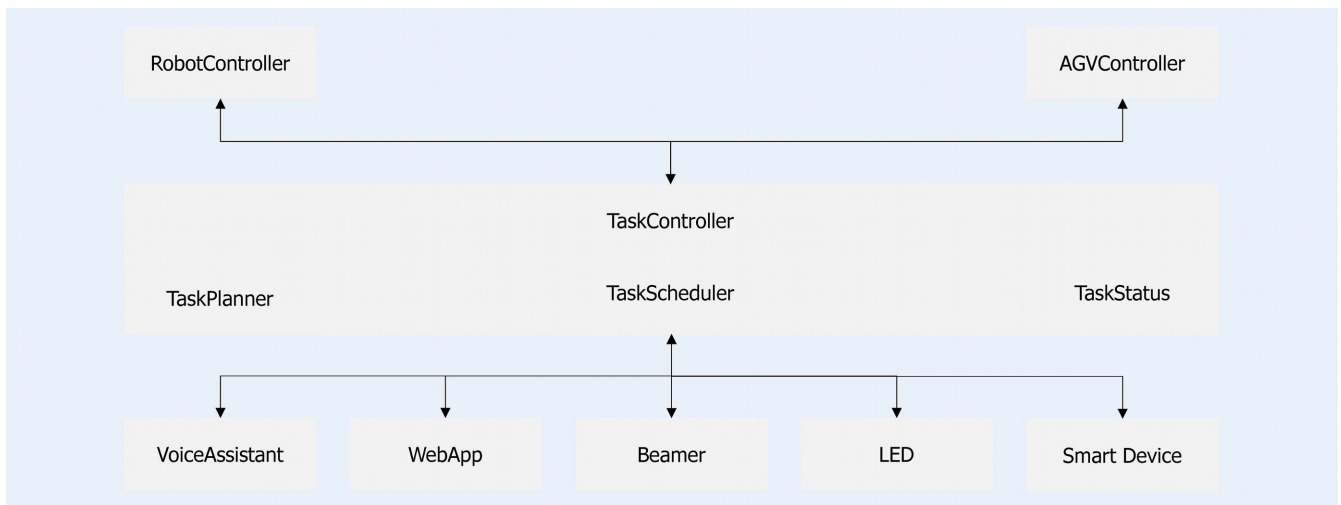 RobotController
AGVController
TaskController
TaskPlanner
TaskScheduler
TaskStatus
VoiceAssistant
WebApp
Beamer
LED
Smart Device